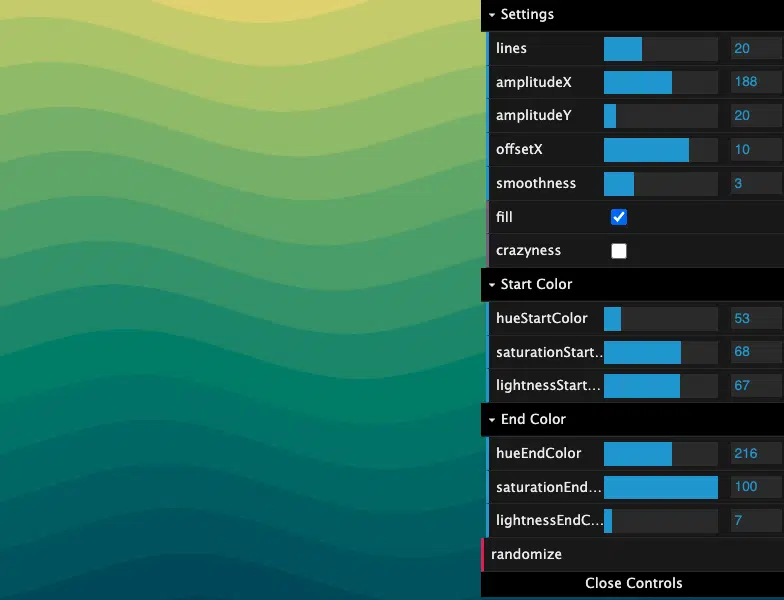 Settings
lines 20
amplitudeX 188
amplitudeY 20
offsetX 10
smoothness 3
fill
crazyness
Start Color
hueStartColor 53
saturationStart... 68
lightnessStart... 67
End Color
hueEndColor 216
saturationEnd... 100
lightnessEndC... 7
randomize
Close Controls